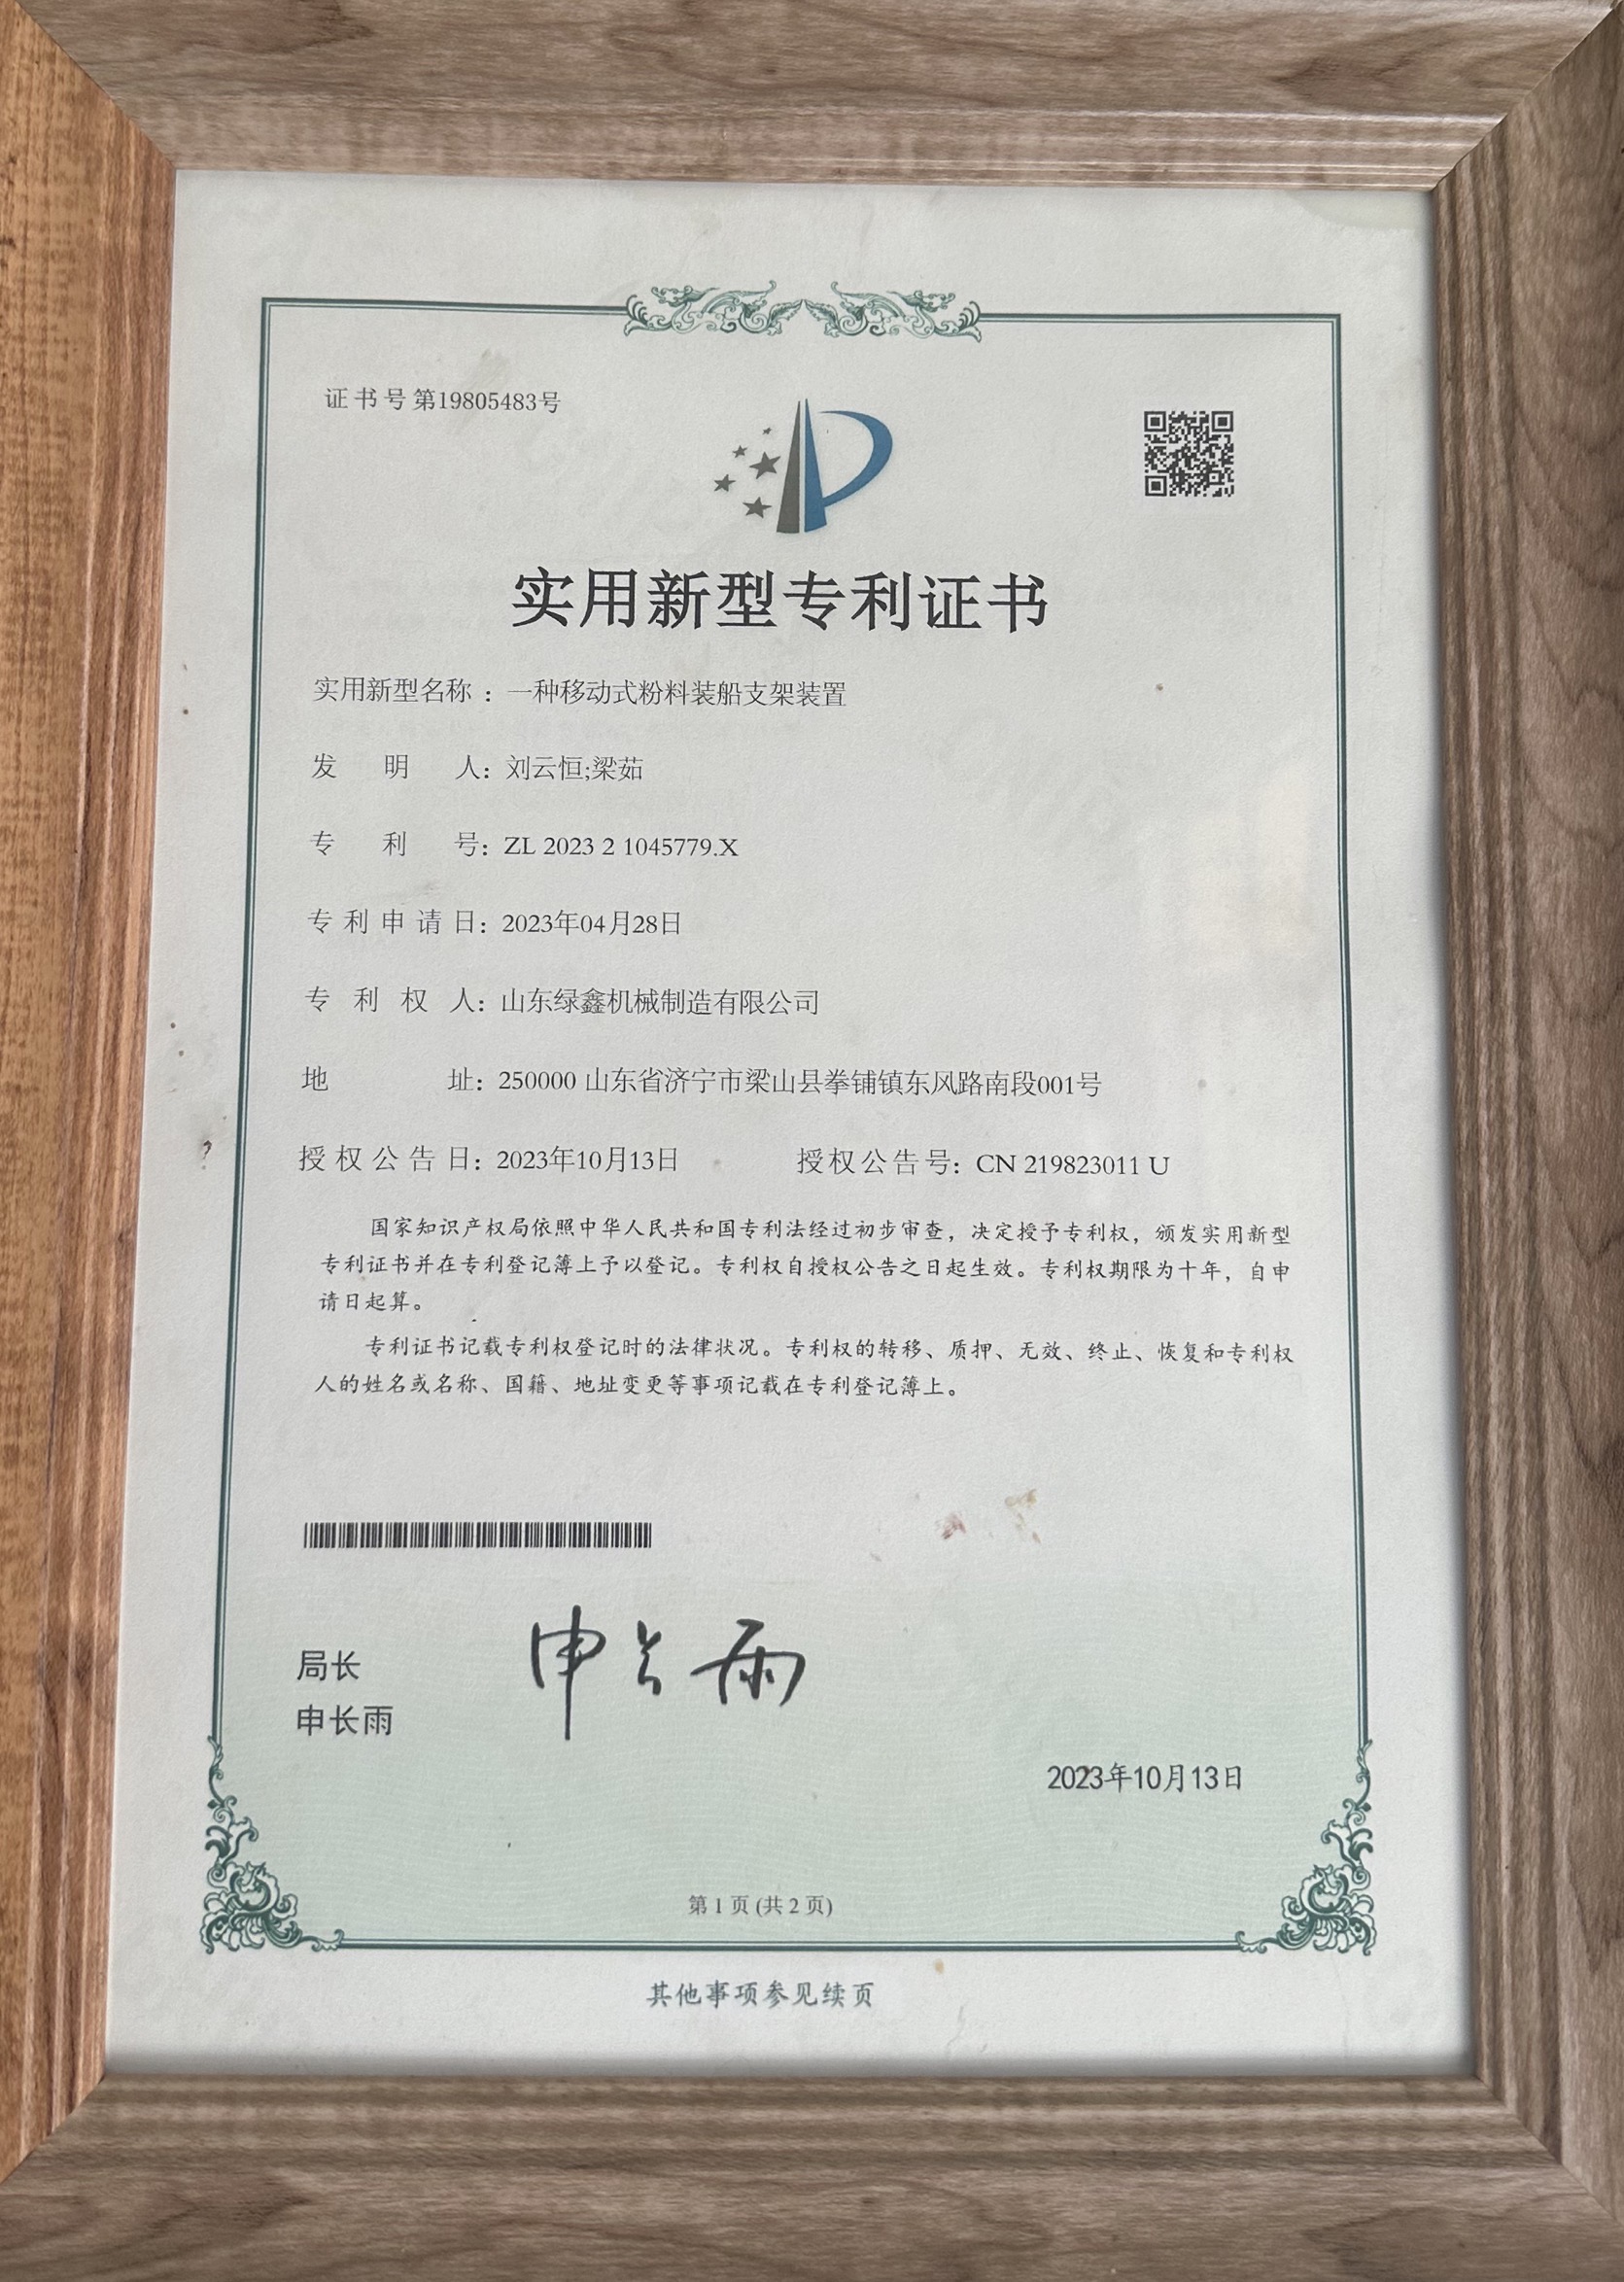 证书号第19805483号
实用新型专利证书
实用新型名称：一种移动式粉料装船支架装置
发明人：刘云恒;梁茹
专利号：ZL 2023 2 1045779.X
专利申请日：2023年04月28日
专利权人：山东绿鑫机械制造有限公司
地址：250000 山东省济宁市梁山县拳铺镇东风路南段001号
授权公告日：2023年10月13日 授权公告号：CN 219823011 U
国家知识产权局依照中华人民共和国专利法经过初步审查，决定授予专利权，颁发实用新型
专利证书并在专利登记簿上予以登记。专利权自授权公告之日起生效。专利权期限为十年，自申
请日起算。
专利证书记载专利权登记时的法律状况。专利权的转移、质押、无效、终止、恢复和专利权
人的姓名或名称、国籍、地址变更等事项记载在专利登记簿上。
局长
申长雨
申长雨
2023年10月13日
第 1 页 (共 2 页)
其他事项参见续页